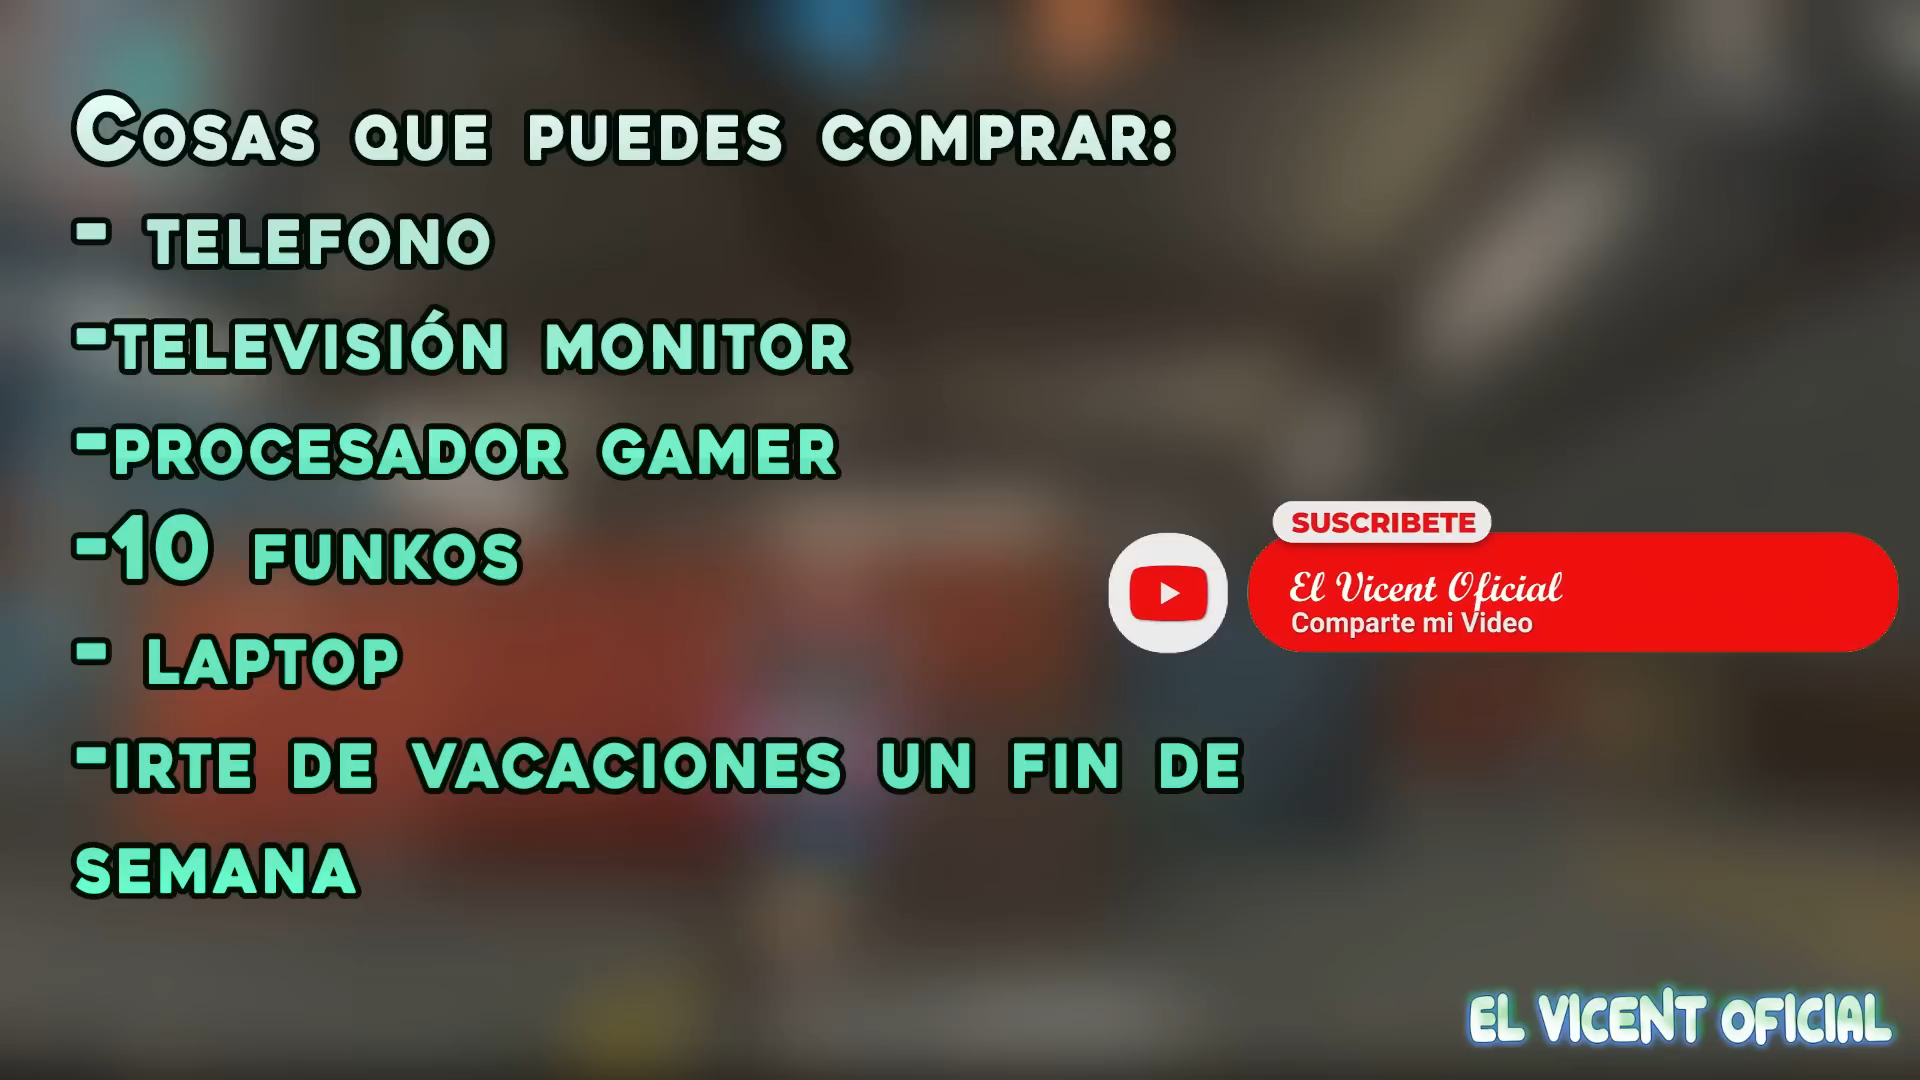 Cosas que puedes comprar:
- telefono
-televisión monitor
-procesador gamer
-10 funkos
- laptop
-irte de vacaciones un fin de
semana
SUSCRIBETE
El Vicent Oficial
Comparte mi Video
EL VICENT OFICIAL